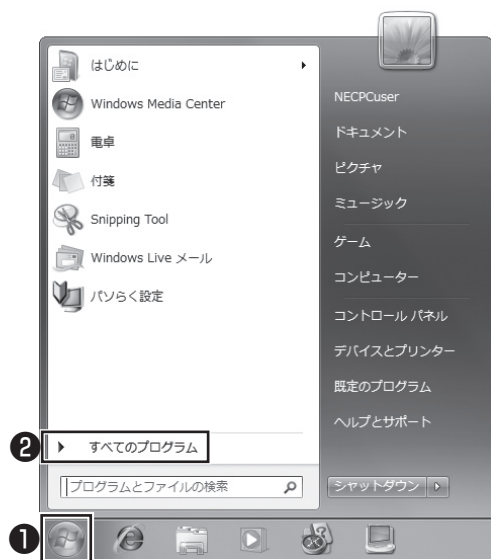 はじめに
Windows Media Center
電卓
付箋
Snipping Tool
Windows Live メール
パソらく設定
❷
すべてのプログラム
プログラムとファイルの検索
NECPCuser
ドキュメント
ピクチャ
ミュージック
ゲーム
コンピューター
コントロール パネル
デバイスとプリンター
既定のプログラム
ヘルプとサポート
シャットダウン
❶